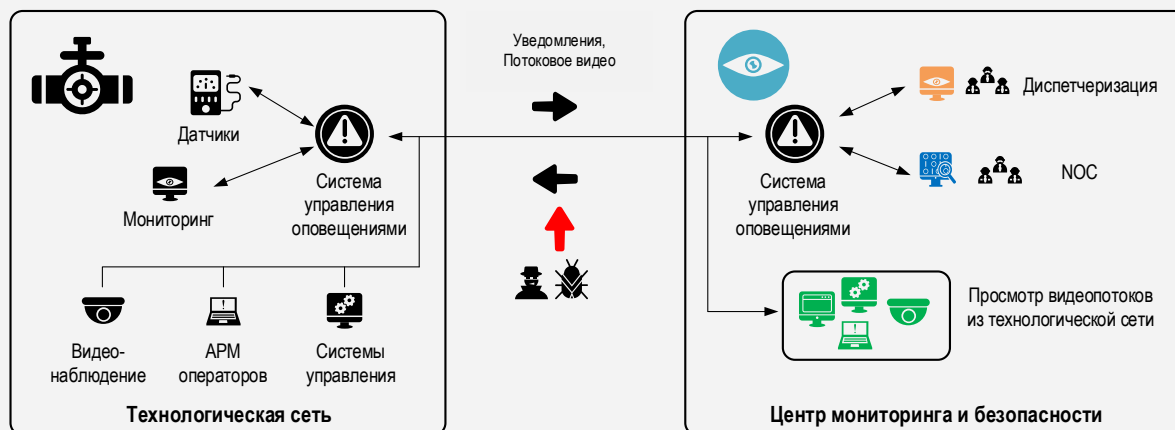 Уведомления,
Потоковое видео
Датчики
Мониторинг
Система
управления
оповещениями
Видео-
наблюдение
АРМ
операторов
Системы
управления
Технологическая сеть
Диспетчеризация
NOC
Система
управления
оповещениями
Просмотр видеопотоков
из технологической сети
Центр мониторинга и безопасности